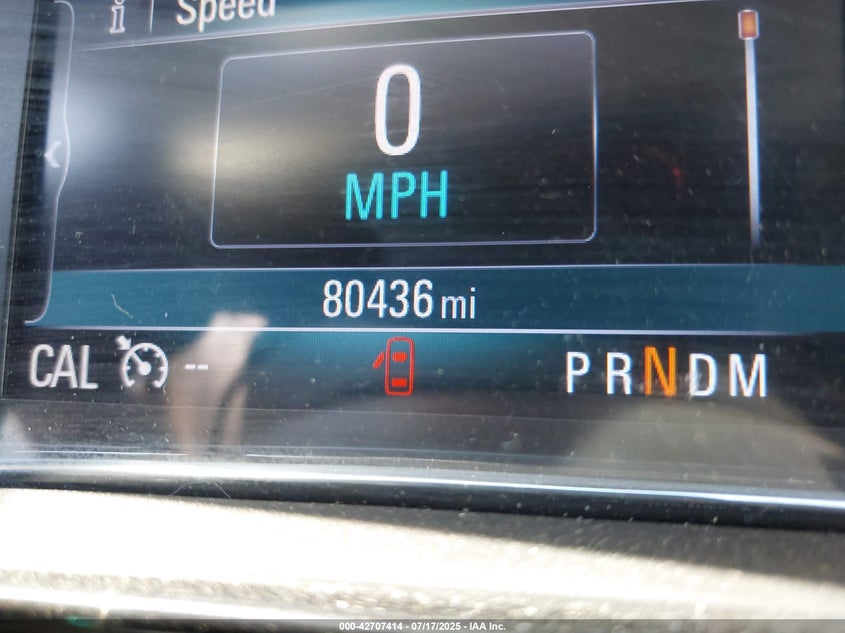 i Speed
0
MPH
80436 mi
CAL -- PRNDM
000-42707414 - 07/17/2025 - IAA Inc.